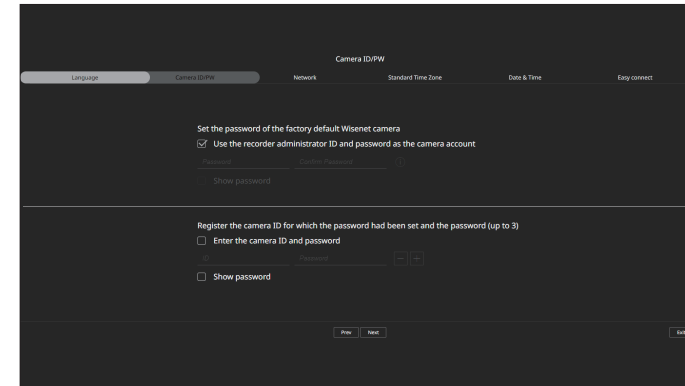 Camera ID/PW
Language Camera ID/PW Network Standard Time Zone Date & Time Easy connect
Set the password of the factory default Wisenet camera
Use the recorder administrator ID and password as the camera account
Password Confirm Password
Show password
Register the camera ID for which the password had been set and the password (up to 3)
Enter the camera ID and password
ID Password
Show password
Prev Next Exit